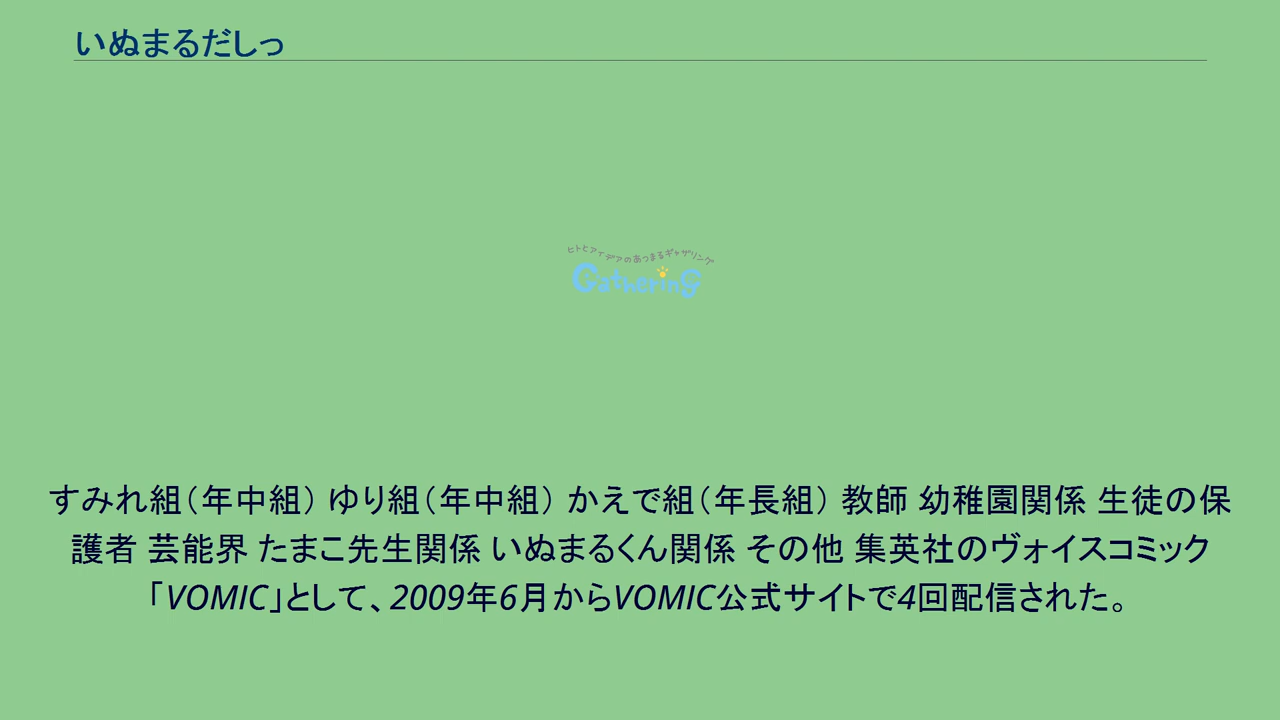 いぬまるだしっ
ヒトとアイデアのあつまるギャザリング
Gathering
すみれ組（年中組） ゆり組（年中組） かえで組（年長組） 教師 幼稚園関係 生徒の保
護者 芸能界 たまこ先生関係 いぬまるくん関係 その他 集英社のヴォイスコミック
「VOMIC」として、2009年6月からVOMIC公式サイトで4回配信された。